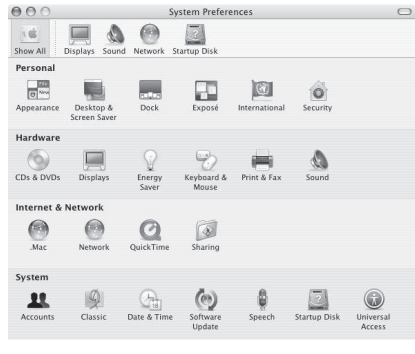 System Preferences
Show All Displays Sound Network Startup Disk
Personal
Appearance Desktop & Screen Saver Dock Exposé International Security
Hardware
CDs & DVDs Displays Energy Saver Keyboard & Mouse Print & Fax Sound
Internet & Network
.Mac Network QuickTime Sharing
System
Accounts Classic Date & Time Software Update Speech Startup Disk Universal Access